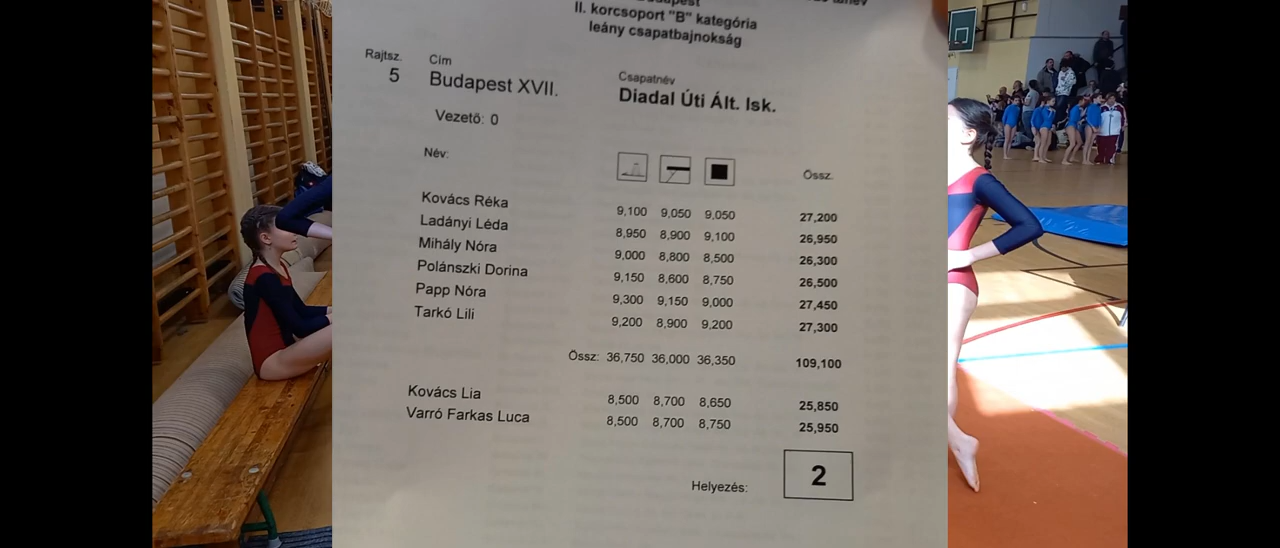 Budapest
tanév
II. korcsoport "B" kategória
leány csapatbajnokság
Rajtsz. Cím Csapatnév
5 Budapest XVII. Diadal Úti Ált. Isk.
Vezető: 0
Név: Össz.
Kovács Réka 9,100 9,050 9,050 27,200
Ladányi Léda 8,950 8,900 9,100 26,950
Mihály Nóra 9,000 8,800 8,500 26,300
Polánszki Dorina 9,150 8,600 8,750 26,500
Papp Nóra 9,300 9,150 9,000 27,450
Tarkó Lili 9,200 8,900 9,200 27,300
Össz: 36,750 36,000 36,350 109,100
Kovács Lia 8,500 8,700 8,650 25,850
Varró Farkas Luca 8,500 8,700 8,750 25,950
Helyezés: 2